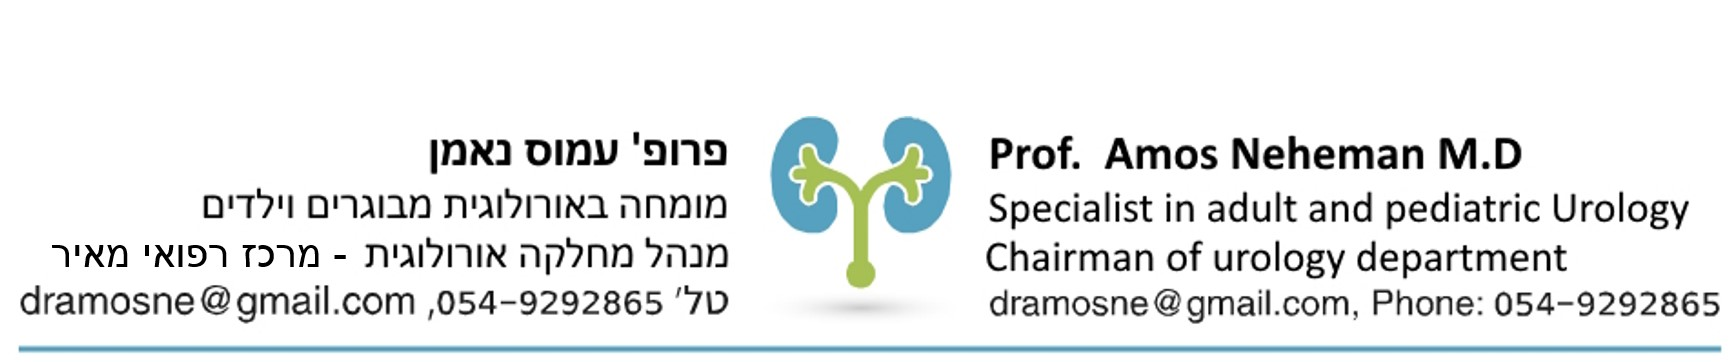 פרופ' עמוס נאמן
מומחה באורולוגית מבוגרים וילדים
מנהל מחלקה אורולוגית - מרכז רפואי מאיר
טל' 054-9292865, dramosne@gmail.com
Prof. Amos Neheman M.D
Specialist in adult and pediatric Urology
Chairman of urology department
dramosne@gmail.com, Phone: 054-9292865